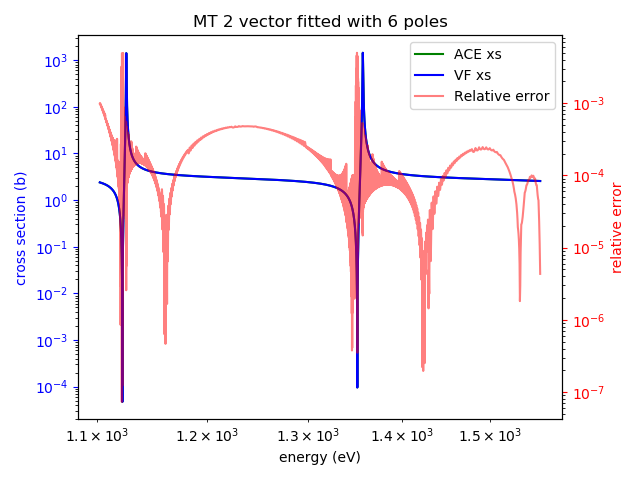 MT 2 vector fitted with 6 poles
ACE xs
VF xs
Relative error
cross section (b)
10³
10²
10¹
10⁰
10⁻¹
10⁻²
10⁻³
10⁻⁴
10⁻³
10⁻⁴
10⁻⁵
10⁻⁶
10⁻⁷
relative error
1.1 × 10³ 1.2 × 10³ 1.3 × 10³ 1.4 × 10³ 1.5 × 10³
energy (eV)